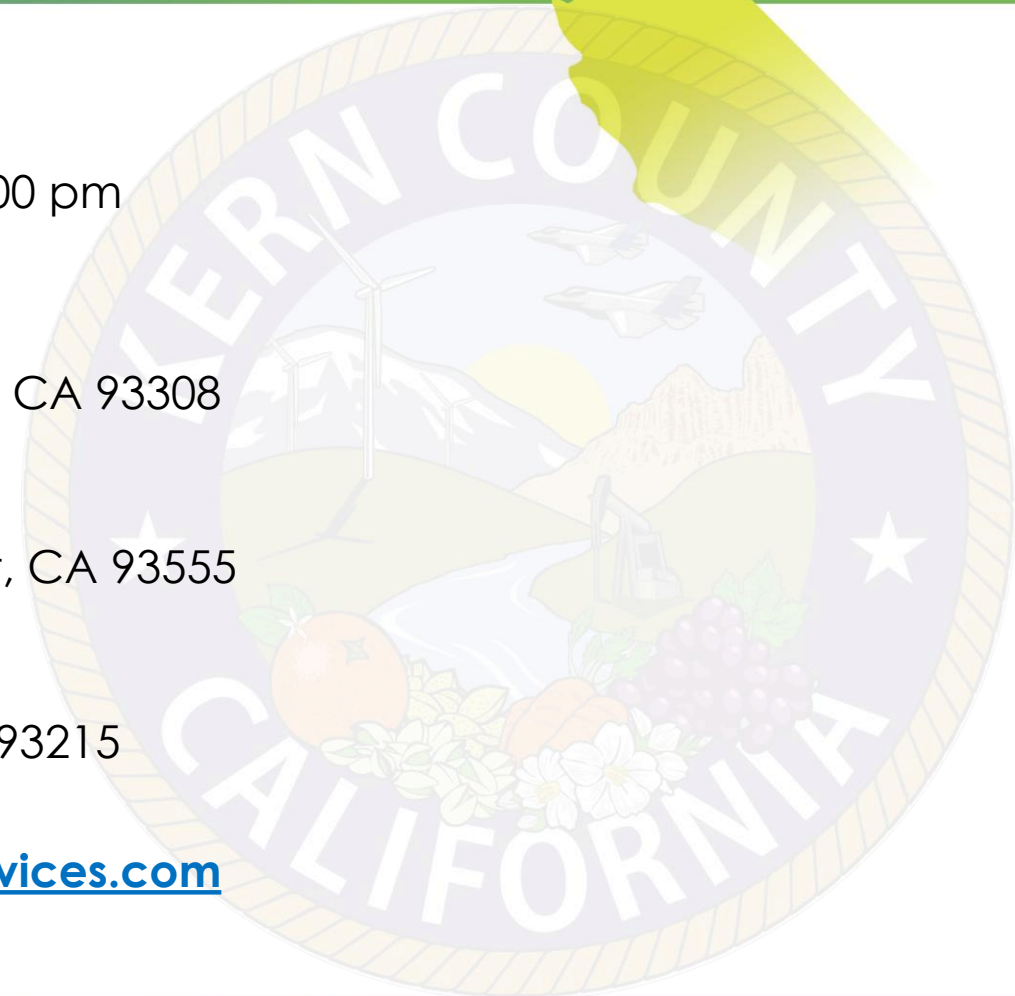 00 pm
CA 93308
, CA 93555
93215
vices.com
KERN COUNTY
CALIFORNIA